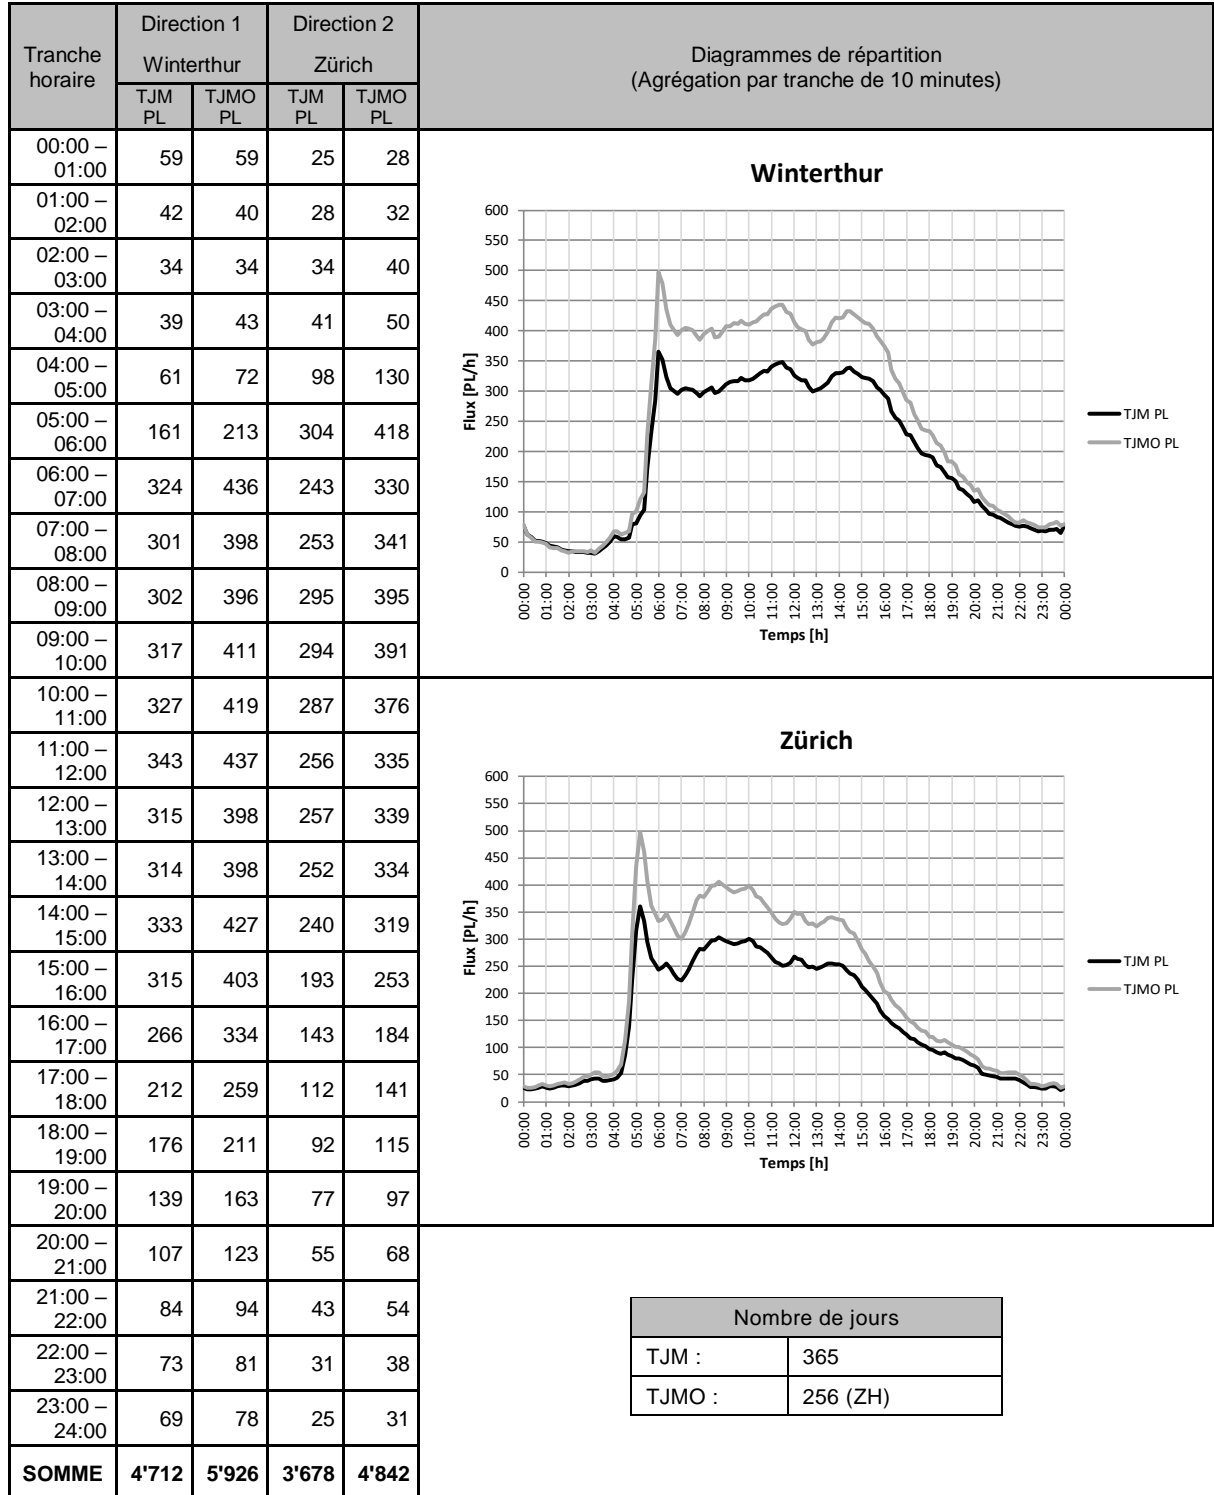 Tranche horaire
Direction 1
Winterthur
Direction 2
Zürich
Diagrammes de répartition
(Agrégation par tranche de 10 minutes)
TJM PL
TJMO PL
TJM PL
TJMO PL
00:00 – 01:00 59 59 25 28
01:00 – 02:00 42 40 28 32
02:00 – 03:00 34 34 34 40
03:00 – 04:00 39 43 41 50
04:00 – 05:00 61 72 98 130
05:00 – 06:00 161 213 304 418
06:00 – 07:00 324 436 243 330
07:00 – 08:00 301 398 253 341
08:00 – 09:00 302 396 295 395
09:00 – 10:00 317 411 294 391
10:00 – 11:00 327 419 287 376
11:00 – 12:00 343 437 256 335
12:00 – 13:00 315 398 257 339
13:00 – 14:00 314 398 252 334
14:00 – 15:00 333 427 240 319
15:00 – 16:00 315 403 193 253
16:00 – 17:00 266 334 143 184
17:00 – 18:00 212 259 112 141
18:00 – 19:00 176 211 92 115
19:00 – 20:00 139 163 77 97
20:00 – 21:00 107 123 55 68
21:00 – 22:00 84 94 43 54
22:00 – 23:00 73 81 31 38
23:00 – 24:00 69 78 25 31
SOMME 4'712 5'926 3'678 4'842
Winterthur
600
550
500
450
400
350
300
250
200
150
100
50
0
Flux [PL/h]
00:00 01:00 02:00 03:00 04:00 05:00 06:00 07:00 08:00 09:00 10:00 11:00 12:00 13:00 14:00 15:00 16:00 17:00 18:00 19:00 20:00 21:00 22:00 23:00 00:00
Temps [h]
TJM PL
TJMO PL
Zürich
600
550
500
450
400
350
300
250
200
150
100
50
0
Flux [PL/h]
00:00 01:00 02:00 03:00 04:00 05:00 06:00 07:00 08:00 09:00 10:00 11:00 12:00 13:00 14:00 15:00 16:00 17:00 18:00 19:00 20:00 21:00 22:00 23:00 00:00
Temps [h]
TJM PL
TJMO PL
Nombre de jours
TJM : 365
TJMO : 256 (ZH)